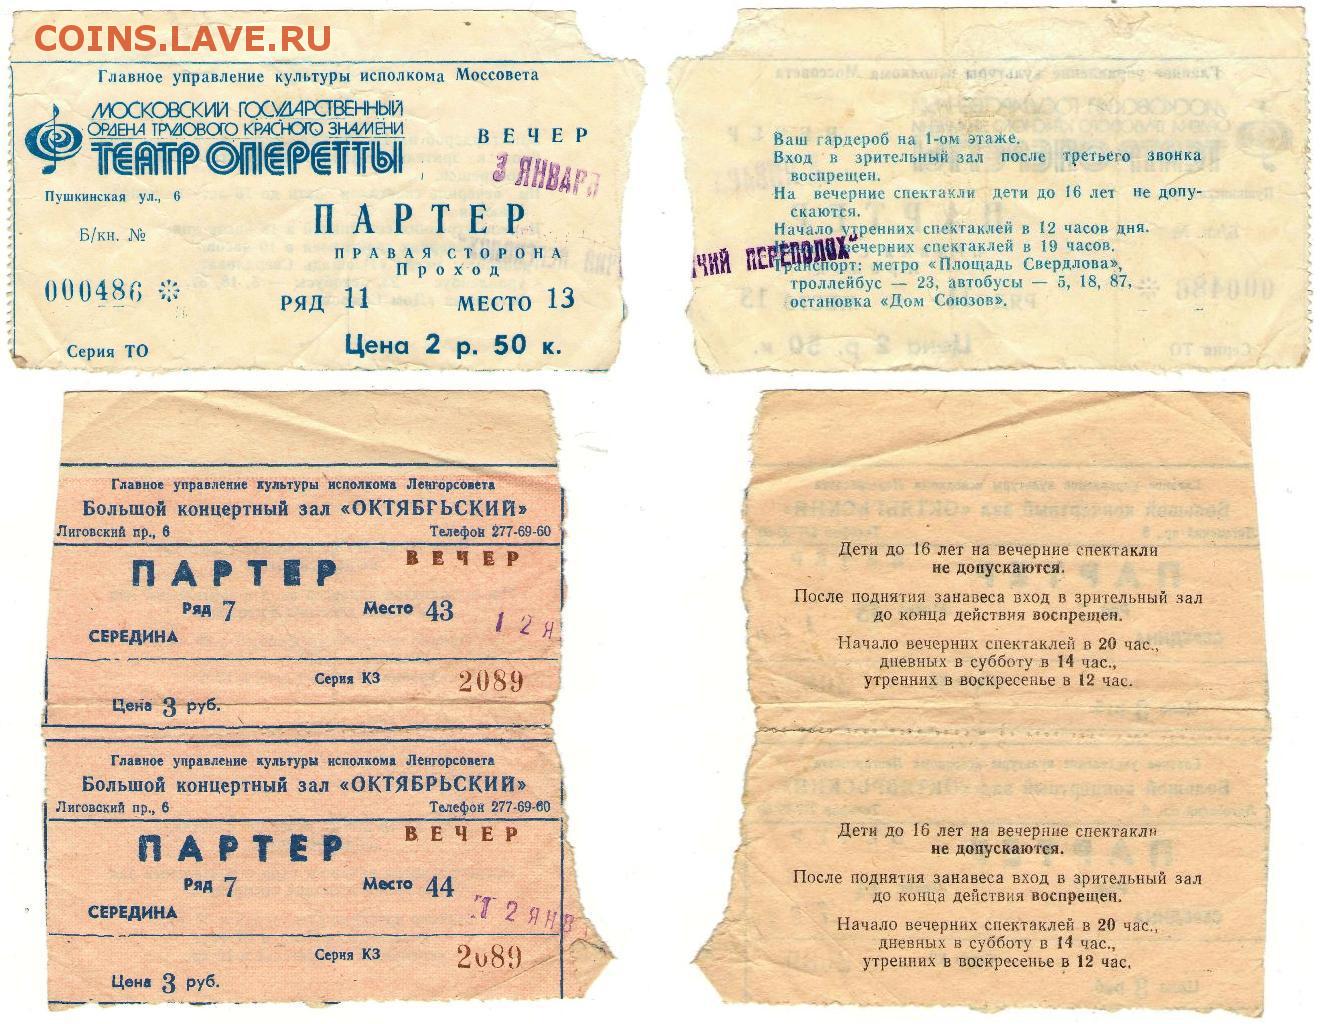 COINS.LAVE.RU
Главное управление культуры исполкома Моссовета
МОСКОВСКИЙ ГОСУДАРСТВЕННЫЙ
ОРДЕНА ТРУДОВОГО КРАСНОГО ЗНАМЕНИ
ТЕАТР ОПЕРЕТТЫ
ВЕЧЕР
3 ЯНВАРЯ
Пушкинская ул., 6
ПАРТЕР
Б/кн. №
ПРАВАЯ СТОРОНА
Проход
000486
РЯД 11 МЕСТО 13
Серия ТО
Цена 2 р. 50 к.
Ваш гардероб на 1-ом этаже.
Вход в зрительный зал после третьего звонка
воспрещен.
На вечерние спектакли дети до 16 лет не допу-
скаются.
Начало утренних спектаклей в 12 часов дня.
вечерних спектаклей в 19 часов.
ЧИЙ ПЕРЕПОЛОХ"
Транспорт: метро «Площадь Свердлова»,
троллейбус — 23, автобусы — 5, 18, 87,
остановка «Дом Союзов».
Главное управление культуры исполкома Ленгорсовета
Большой концертный зал «ОКТЯБРЬСКИЙ»
Лиговский пр., 6 Телефон 277-69-60
ВЕЧЕР
ПАРТЕР
Ряд 7 Место 43
12 Я
СЕРЕДИНА
Серия КЗ 2089
Цена 3 руб.
Главное управление культуры исполкома Ленгорсовета
Большой концертный зал «ОКТЯБРЬСКИЙ»
Лиговский пр., 6 Телефон 277-69-60
ВЕЧЕР
ПАРТЕР
Ряд 7 Место 44
12 ЯНВ
СЕРЕДИНА
Серия КЗ 2089
Цена 3 руб.
Дети до 16 лет на вечерние спектакли
не допускаются.
После поднятия занавеса вход в зрительный зал
до конца действия воспрещен.
Начало вечерних спектаклей в 20 час.,
дневных в субботу в 14 час.,
утренних в воскресенье в 12 час.
Дети до 16 лет на вечерние спектакли
не допускаются.
После поднятия занавеса вход в зрительный зал
до конца действия воспрещен.
Начало вечерних спектаклей в 20 час.,
дневных в субботу в 14 час.,
утренних в воскресенье в 12 час.